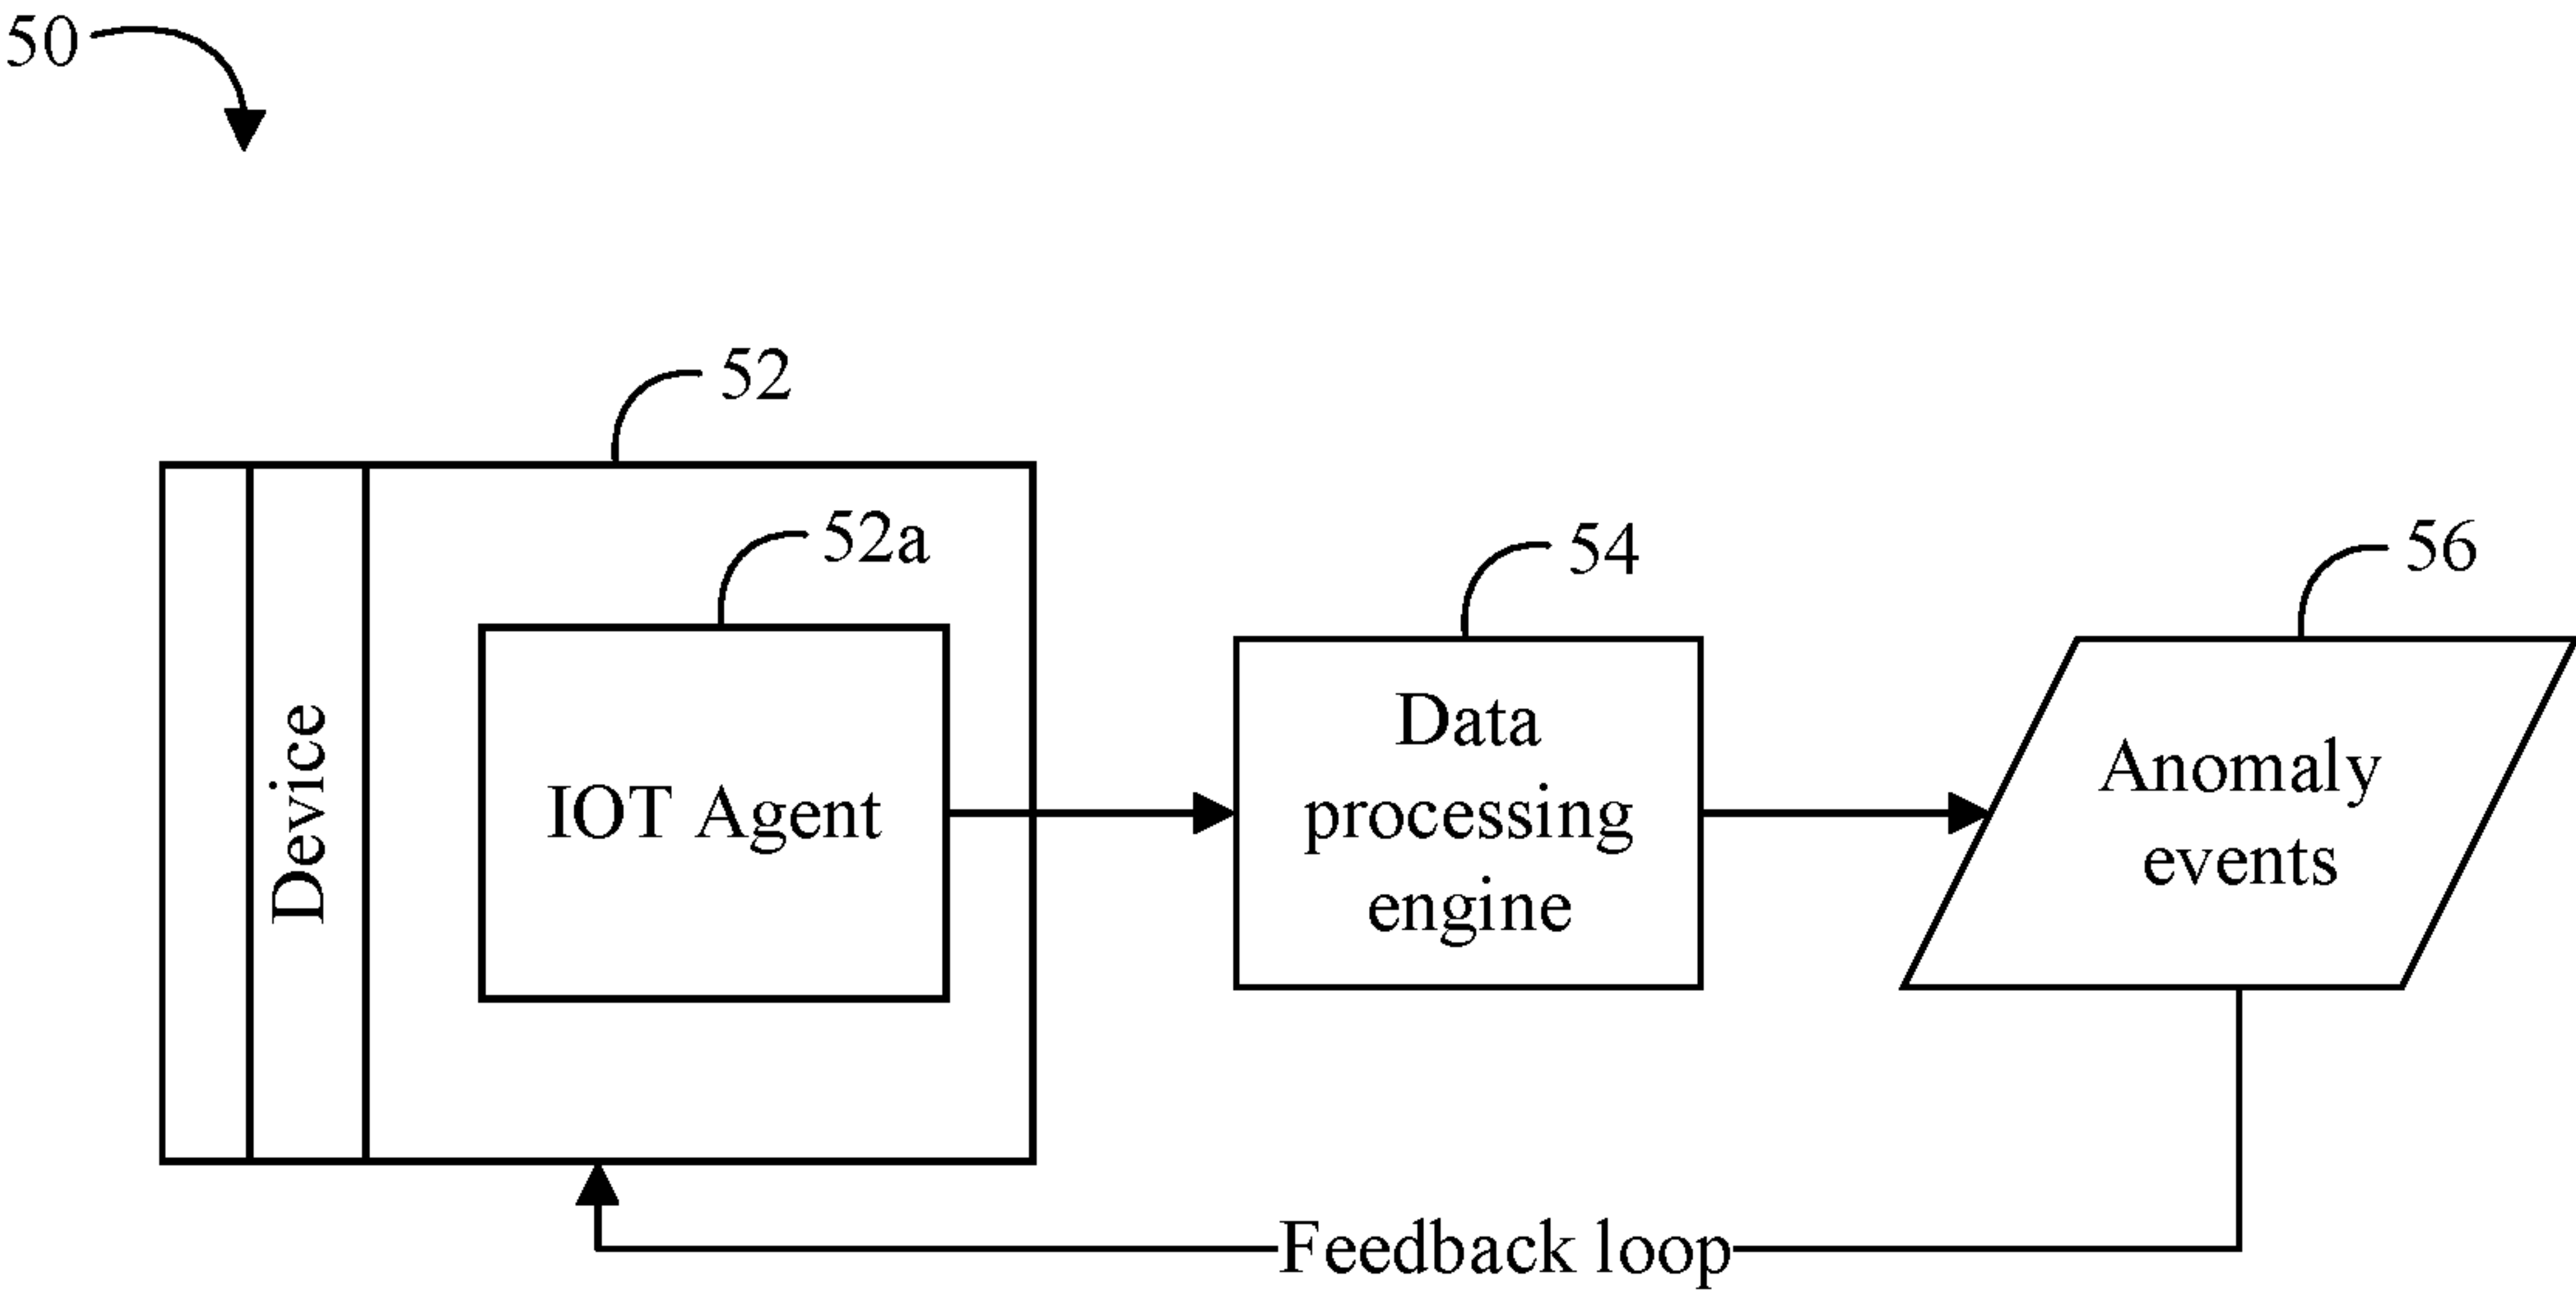 50
52
52a
54
56
Device
IOT Agent
Data
processing
engine
Anomaly
events
Feedback loop